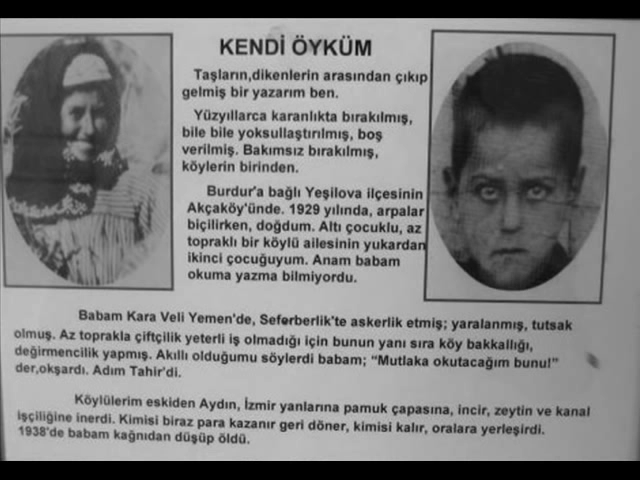 KENDİ ÖYKÜM
Taşların,dikenlerin arasından çıkıp
gelmiş bir yazarım ben.
Yüzyıllarca karanlıkta bırakılmış,
bile bile yoksullaştırılmış, boş
verilmiş. Bakımsız bırakılmış,
köylerin birinden.
Burdur'a bağlı Yeşilova ilçesinin
Akçaköy'ünde. 1929 yılında, arpalar
biçilirken, doğdum. Altı çocuklu, az
topraklı bir köylü ailesinin yukardan
ikinci çocuğuyum. Anam babam
okuma yazma bilmiyordu.
Babam Kara Veli Yemen'de, Seferberlik'te askerlik etmiş; yaralanmış, tutsak
olmuş. Az toprakla çiftçilik yeterli iş olmadığı için bunun yanı sıra köy bakkallığı,
değirmencilik yapmış. Akıllı olduğumu söylerdi babam; “Mutlaka okutacağım bunu!”
der,okşardı. Adım Tahir'di.
Köylülerim eskiden Aydın, İzmir yanlarına pamuk çapasına, incir, zeytin ve kanal
işçiliğine inerdi. Kimisi biraz para kazanır geri döner, kimisi kalır, oralara yerleşirdi.
1938'de babam kağnıdan düşüp öldü.